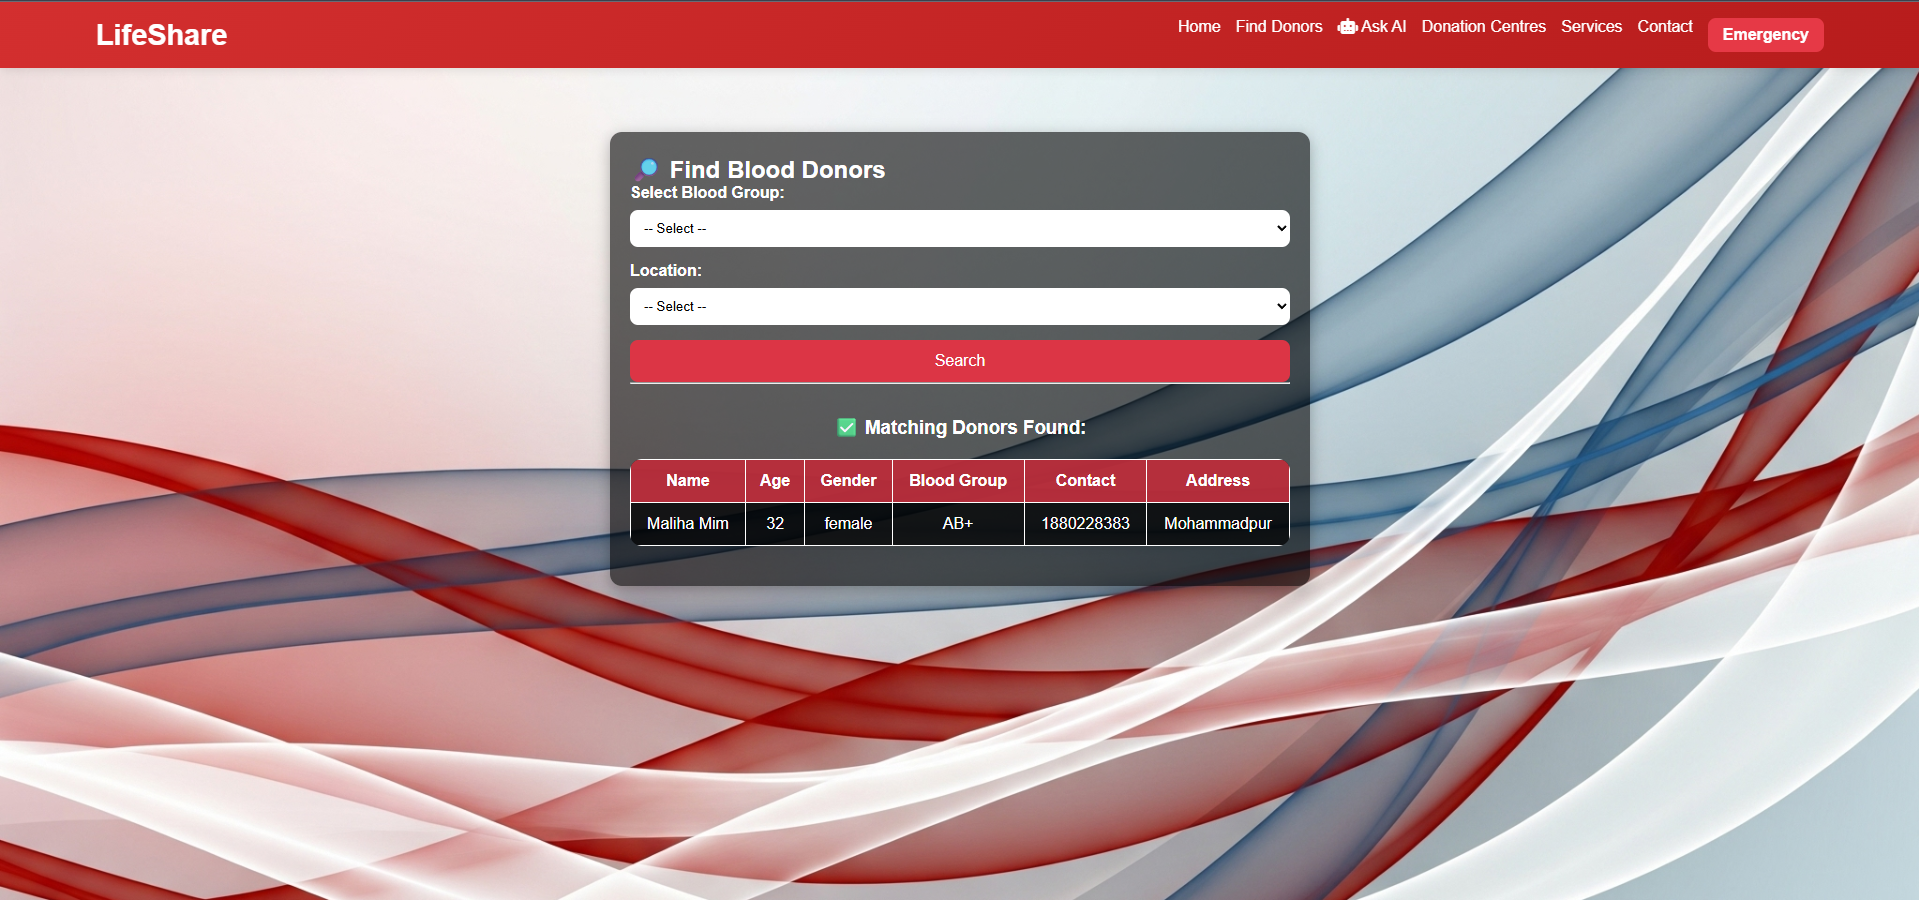 LifeShare
Home Find Donors Ask AI Donation Centres Services Contact Emergency
Find Blood Donors
Select Blood Group:
-- Select --
Location:
-- Select --
Search
Matching Donors Found:
Name Age Gender Blood Group Contact Address
Maliha Mim 32 female AB+ 1880228383 Mohammadpur